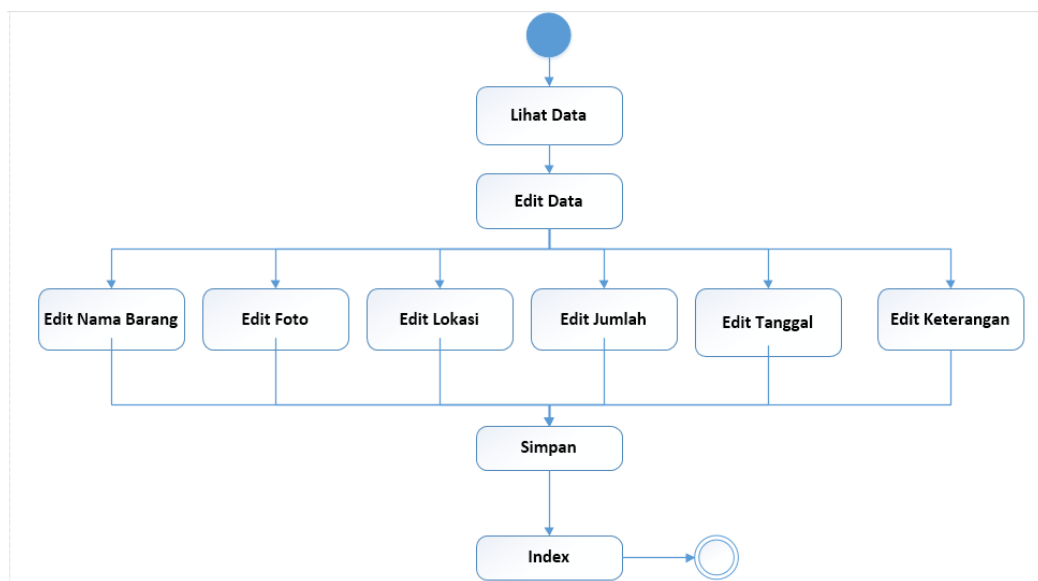 Lihat Data
Edit Data
Edit Nama Barang
Edit Foto
Edit Lokasi
Edit Jumlah
Edit Tanggal
Edit Keterangan
Simpan
Index